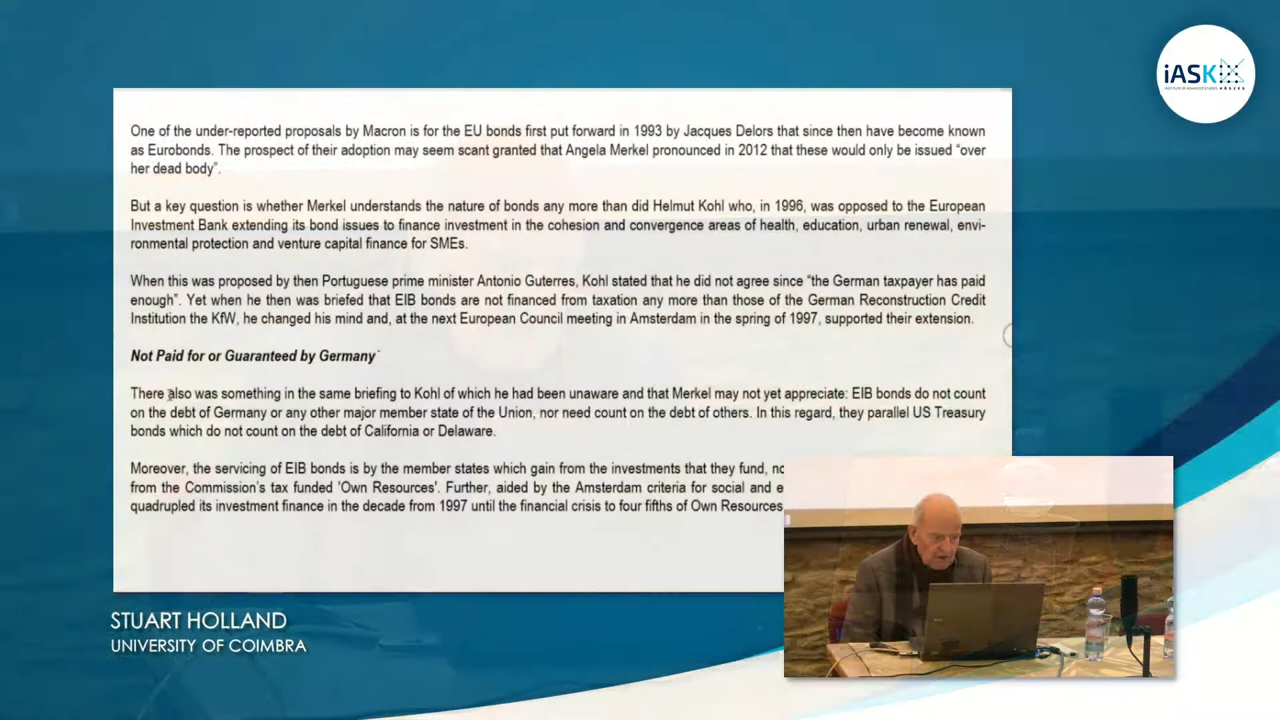 iASK
INSTITUTE OF ADVANCED STUDIES KŐSZEG
One of the under-reported proposals by Macron is for the EU bonds first put forward in 1993 by Jacques Delors that since then have become known
as Eurobonds. The prospect of their adoption may seem scant granted that Angela Merkel pronounced in 2012 that these would only be issued “over
her dead body”.
But a key question is whether Merkel understands the nature of bonds any more than did Helmut Kohl who, in 1996, was opposed to the European
Investment Bank extending its bond issues to finance investment in the cohesion and convergence areas of health, education, urban renewal, envi-
ronmental protection and venture capital finance for SMEs.
When this was proposed by then Portuguese prime minister Antonio Guterres, Kohl stated that he did not agree since “the German taxpayer has paid
enough”. Yet when he then was briefed that EIB bonds are not financed from taxation any more than those of the German Reconstruction Credit
Institution the KfW, he changed his mind and, at the next European Council meeting in Amsterdam in the spring of 1997, supported their extension.
Not Paid for or Guaranteed by Germany
There also was something in the same briefing to Kohl of which he had been unaware and that Merkel may not yet appreciate: EIB bonds do not count
on the debt of Germany or any other major member state of the Union, nor need count on the debt of others. In this regard, they parallel US Treasury
bonds which do not count on the debt of California or Delaware.
Moreover, the servicing of EIB bonds is by the member states which gain from the investments that they fund,
from the Commission’s tax funded 'Own Resources'. Further, aided by the Amsterdam criteria for social and
quadrupled its investment finance in the decade from 1997 until the financial crisis to four fifths of Own Resources
STUART HOLLAND
UNIVERSITY OF COIMBRA